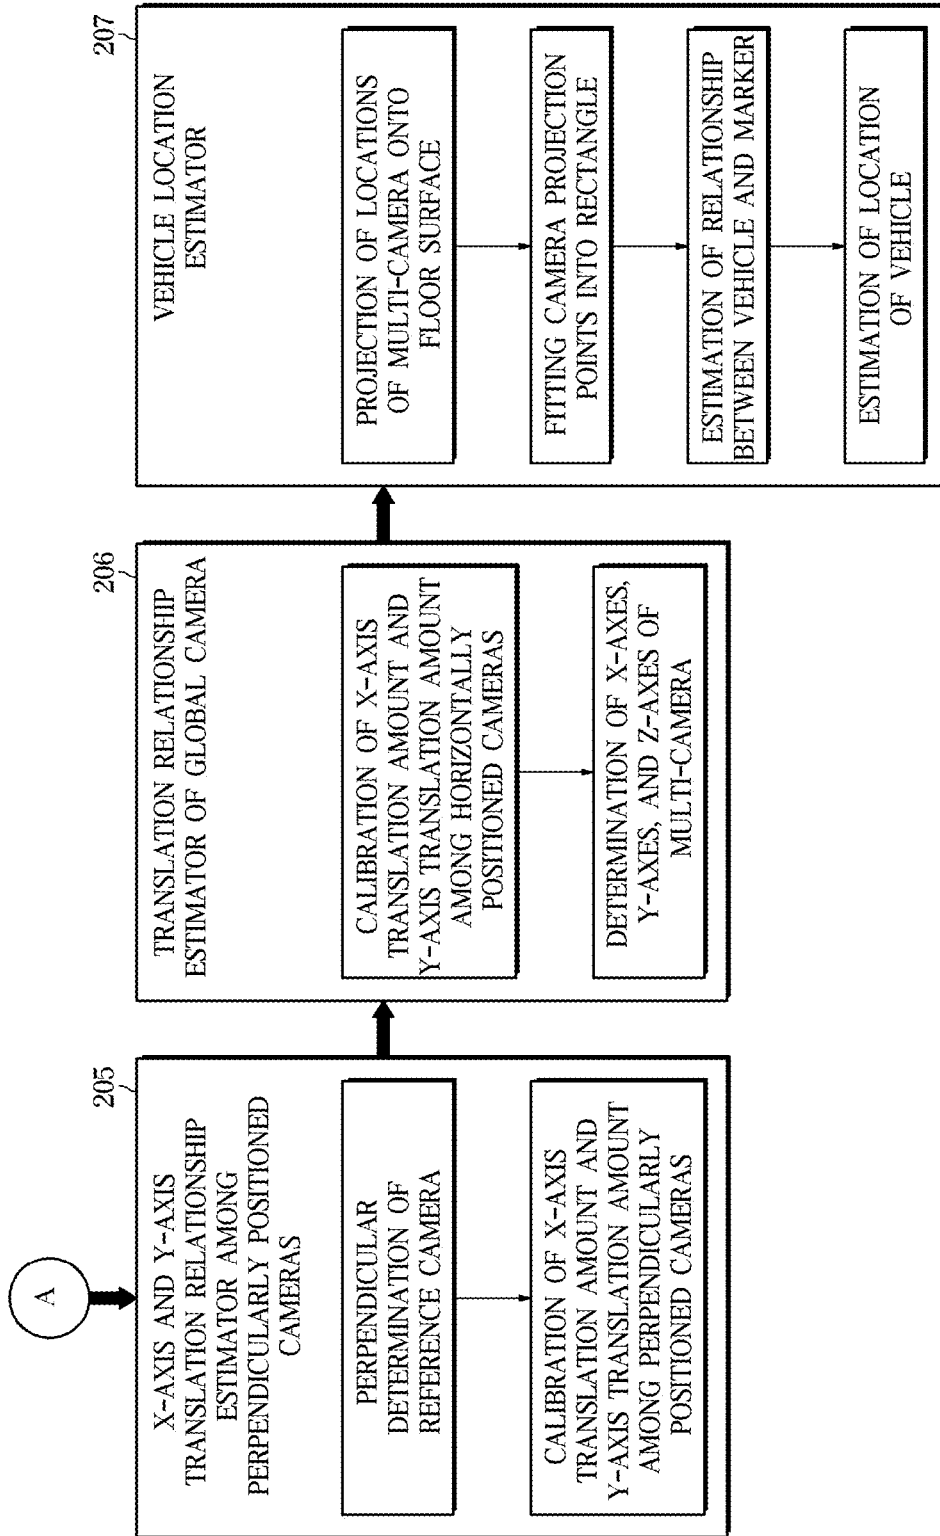 A
205
X-AXIS AND Y-AXIS
TRANSLATION RELATIONSHIP
ESTIMATOR AMONG
PERPENDICULARLY POSITIONED
CAMERAS
PERPENDICULAR
DETERMINATION OF
REFERENCE CAMERA
CALIBRATION OF X-AXIS
TRANSLATION AMOUNT AND
Y-AXIS TRANSLATION AMOUNT
AMONG PERPENDICULARLY
POSITIONED CAMERAS
206
TRANSLATION RELATIONSHIP
ESTIMATOR OF GLOBAL CAMERA
CALIBRATION OF X-AXIS
TRANSLATION AMOUNT AND
Y-AXIS TRANSLATION AMOUNT
AMONG HORIZONTALLY
POSITIONED CAMERAS
DETERMINATION OF X-AXES,
Y-AXES, AND Z-AXES OF
MULTI-CAMERA
207
VEHICLE LOCATION
ESTIMATOR
PROJECTION OF LOCATIONS
OF MULTI-CAMERA ONTO
FLOOR SURFACE
FITTING CAMERA PROJECTION
POINTS INTO RECTANGLE
ESTIMATION OF RELATIONSHIP
BETWEEN VEHICLE AND MARKER
ESTIMATION OF LOCATION
OF VEHICLE